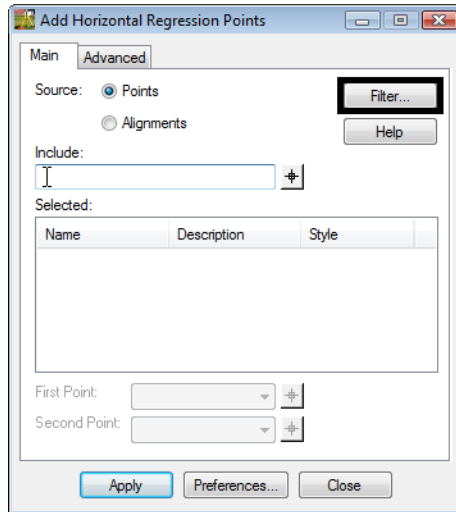 Add Horizontal Regression Points
Main Advanced
Source: Points Filter...
Alignments Help
Include:
Selected:
Name Description Style
First Point:
Second Point:
Apply Preferences... Close